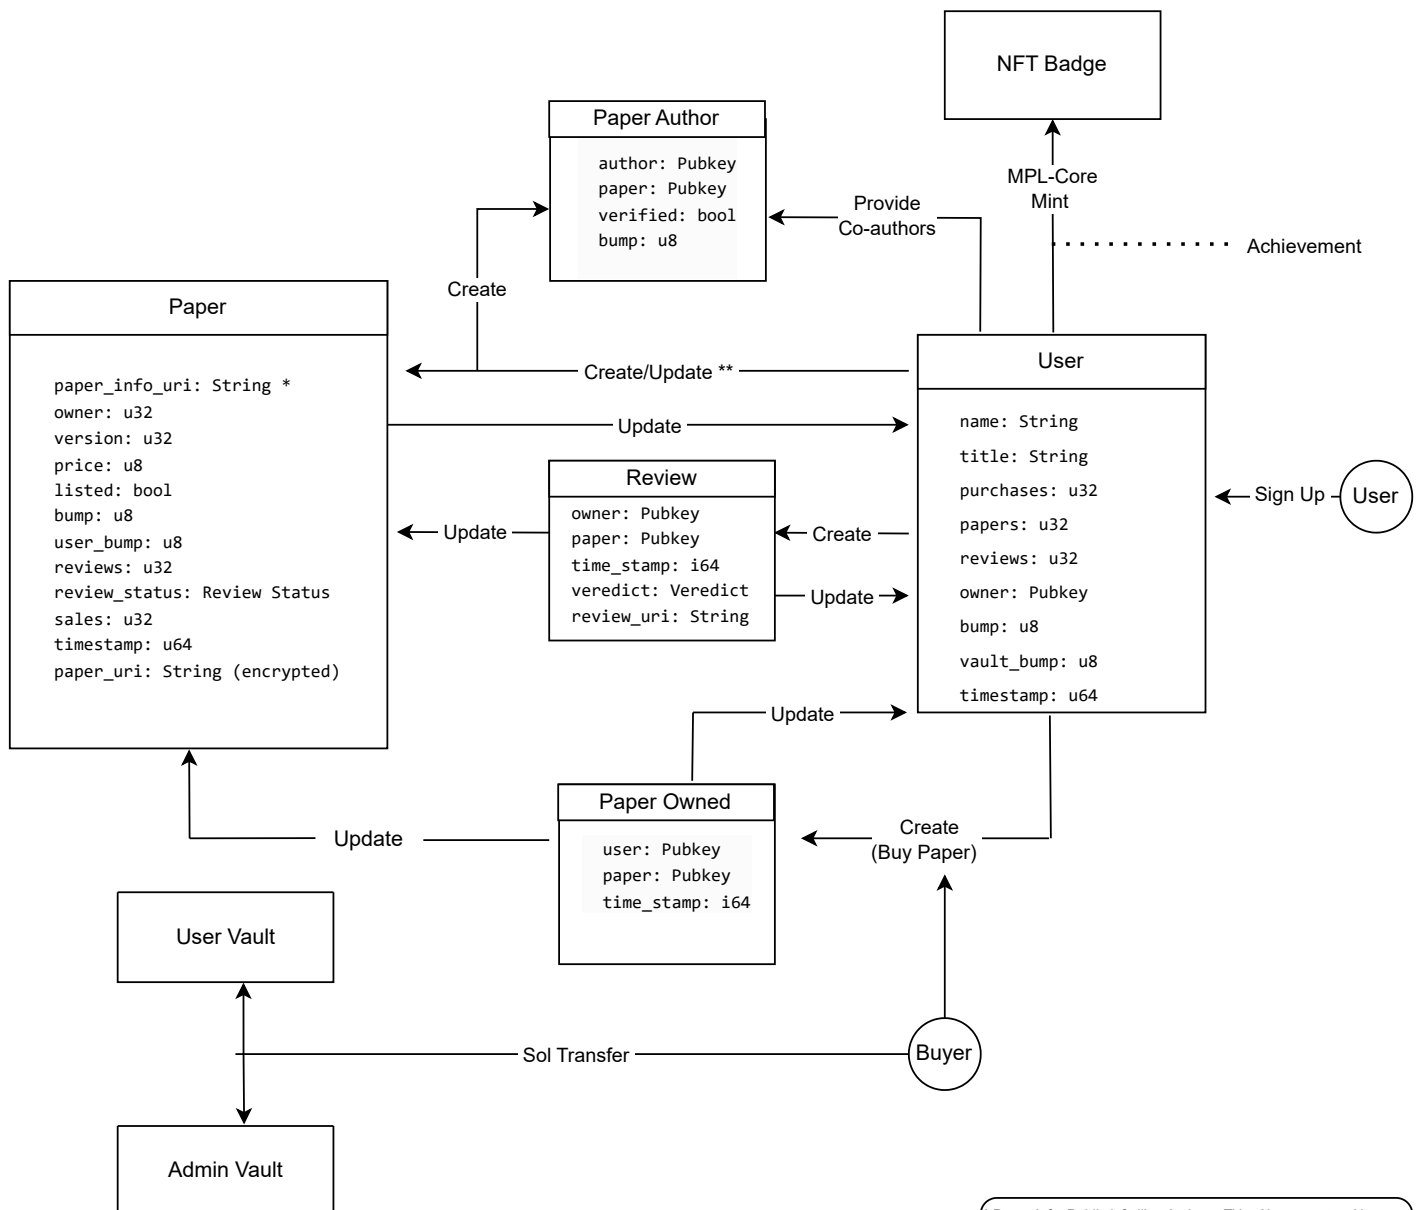 NFT Badge
MPL-Core
Mint
Achievement
Paper Author
author: Pubkey
paper: Pubkey
verified: bool
bump: u8
Provide
Co-authors
Create
Paper
paper_info_uri: String *
owner: u32
version: u32
price: u8
listed: bool
bump: u8
user_bump: u8
reviews: u32
review_status: Review Status
sales: u32
timestamp: u64
paper_uri: String (encrypted)
Create/Update **
Update
User
name: String
title: String
purchases: u32
papers: u32
reviews: u32
owner: Pubkey
bump: u8
vault_bump: u8
timestamp: u64
Sign Up
User
Review
owner: Pubkey
paper: Pubkey
time_stamp: i64
veredict: Veredict
review_uri: String
Update
Create
Update
Update
Paper Owned
user: Pubkey
paper: Pubkey
time_stamp: i64
Update
Create
(Buy Paper)
User Vault
Sol Transfer
Buyer
Admin Vault